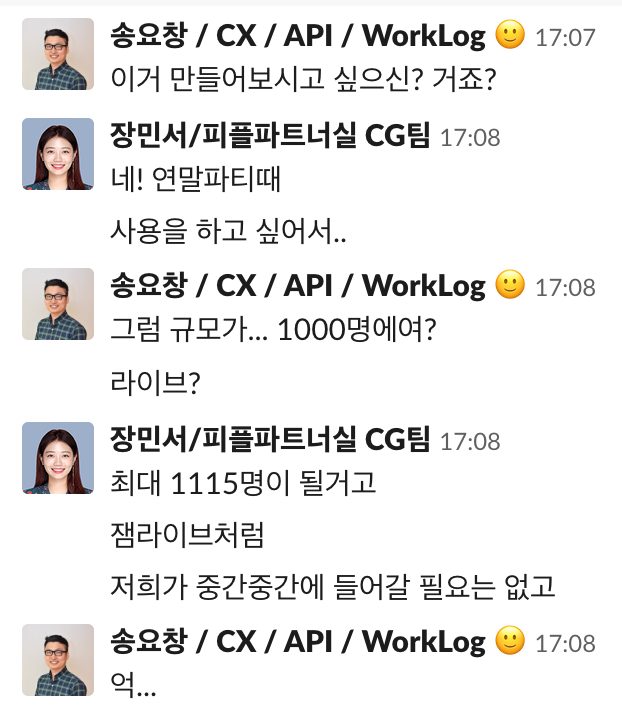 송요창 / CX / API / WorkLog 🙂 17:07
이거 만들어보시고 싶으신? 거죠?
장민서/피플파트너실 CG팀 17:08
네! 연말파티때
사용을 하고 싶어서..
송요창 / CX / API / WorkLog 🙂 17:08
그럼 규모가... 1000명에여?
라이브?
장민서/피플파트너실 CG팀 17:08
최대 1115명이 될거고
잼라이브처럼
저희가 중간중간에 들어갈 필요는 없고
송요창 / CX / API / WorkLog 🙂 17:08
억...